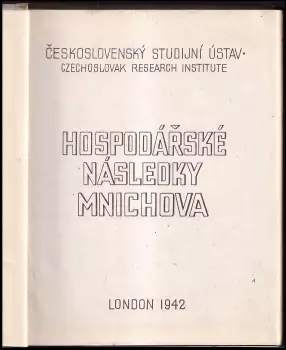 ČESKOSLOVENSKÝ STUDIJNÍ ÚSTAV·
CZECHOSLOVAK RESEARCH INSTITUTE
HOSPODÁŘSKÉ
NÁSLEDKY
MNICHOVA
LONDON 1942